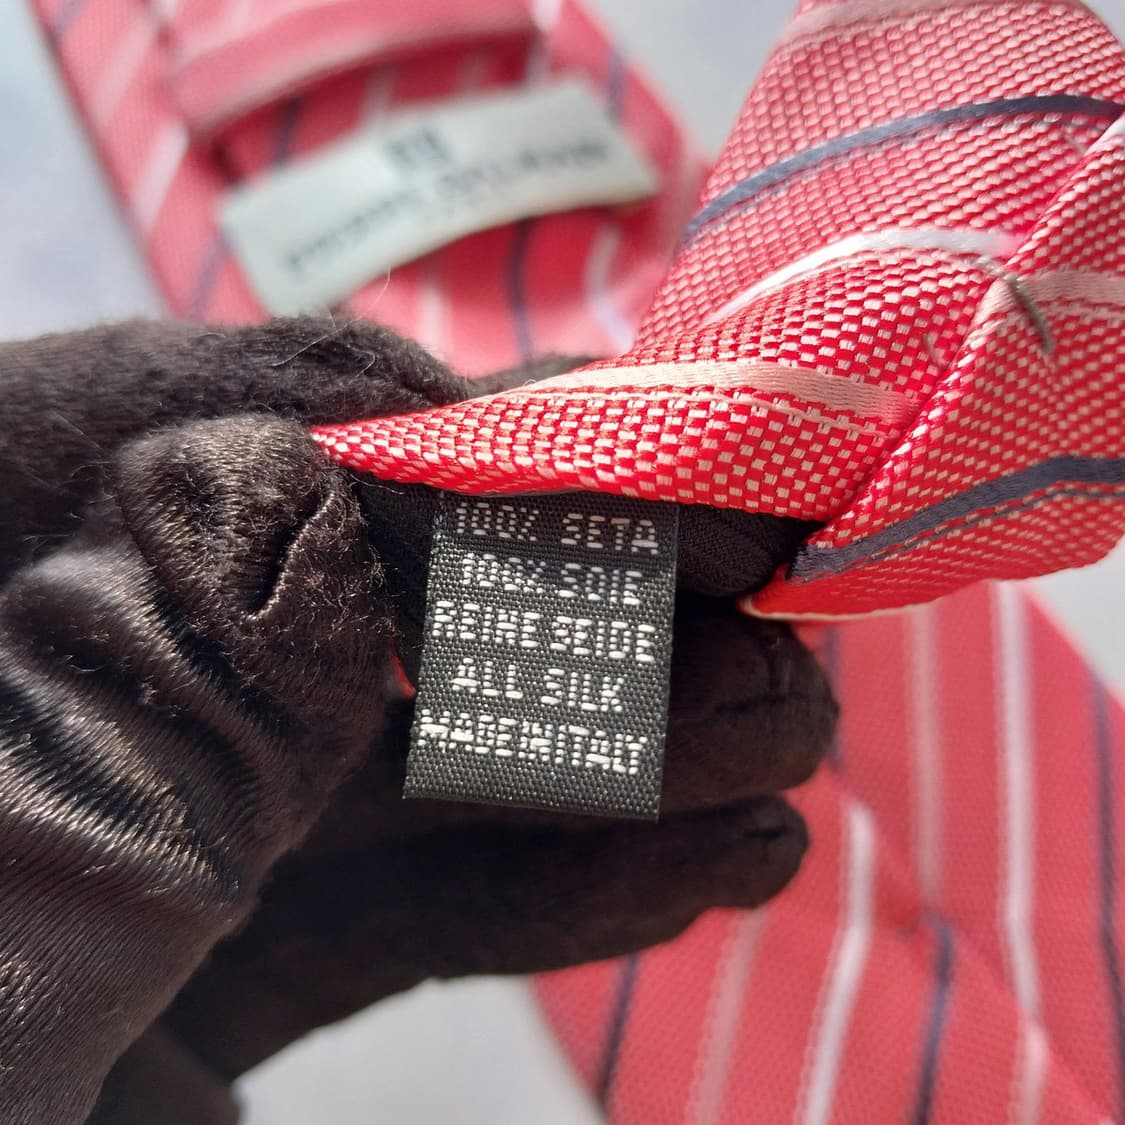 100% SETA
100% SOIE
REINE SEIDE
ALL SILK
MADE IN ITALY